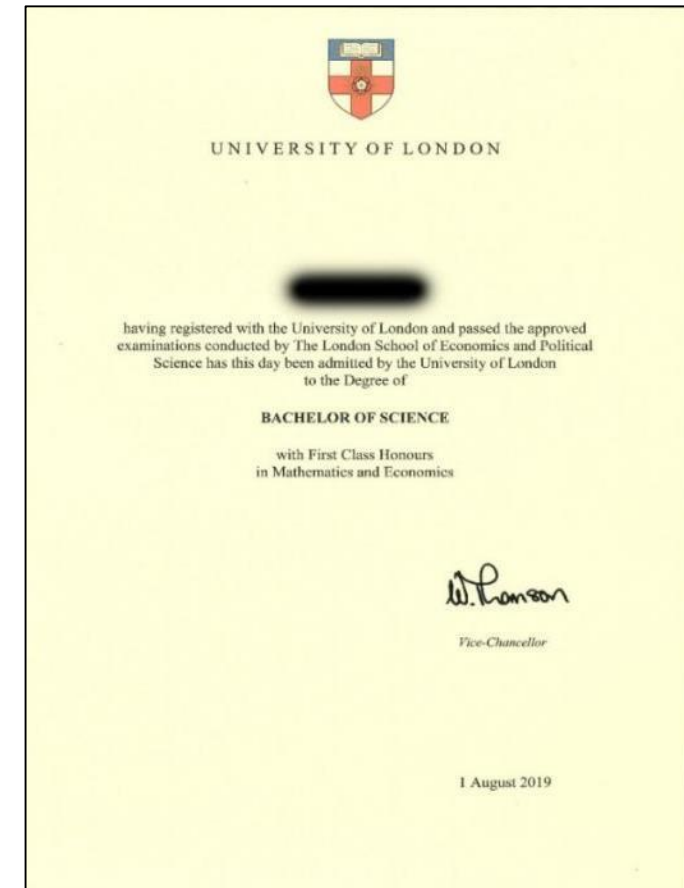 UNIVERSITY OF LONDON
having registered with the University of London and passed the approved
examinations conducted by The London School of Economics and Political
Science has this day been admitted by the University of London
to the Degree of
BACHELOR OF SCIENCE
with First Class Honours
in Mathematics and Economics
W. Thomson
Vice-Chancellor
1 August 2019